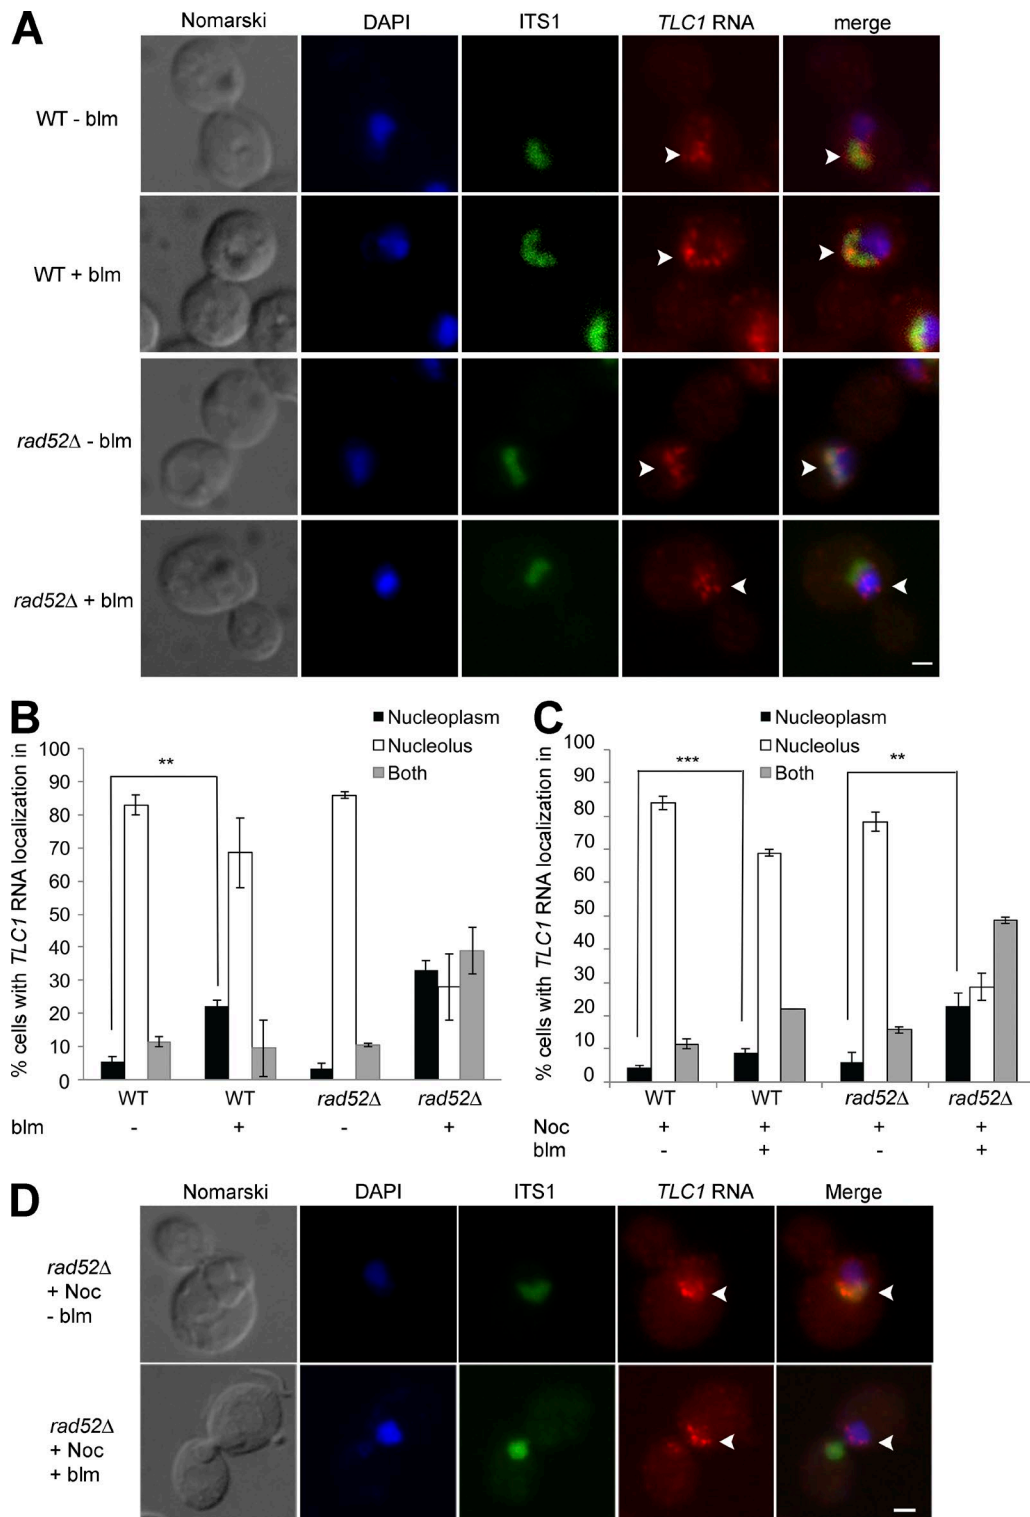 A
Nomarski DAPI ITS1 TLC1 RNA merge
WT - blm
WT + blm
rad52Δ - blm
rad52Δ + blm
B
Nucleoplasm
Nucleolus
Both
% cells with TLC1 RNA localization in
100
90
80
70
60
50
40
30
20
10
0
**
WT WT rad52Δ rad52Δ
blm - + - +
C
Nucleoplasm
Nucleolus
Both
% cells with TLC1 RNA localization in
100
90
80
70
60
50
40
30
20
10
0
*** **
WT WT rad52Δ rad52Δ
Noc + + + +
blm - + - +
D
Nomarski DAPI ITS1 TLC1 RNA Merge
rad52Δ
+ Noc
- blm
rad52Δ
+ Noc
+ blm